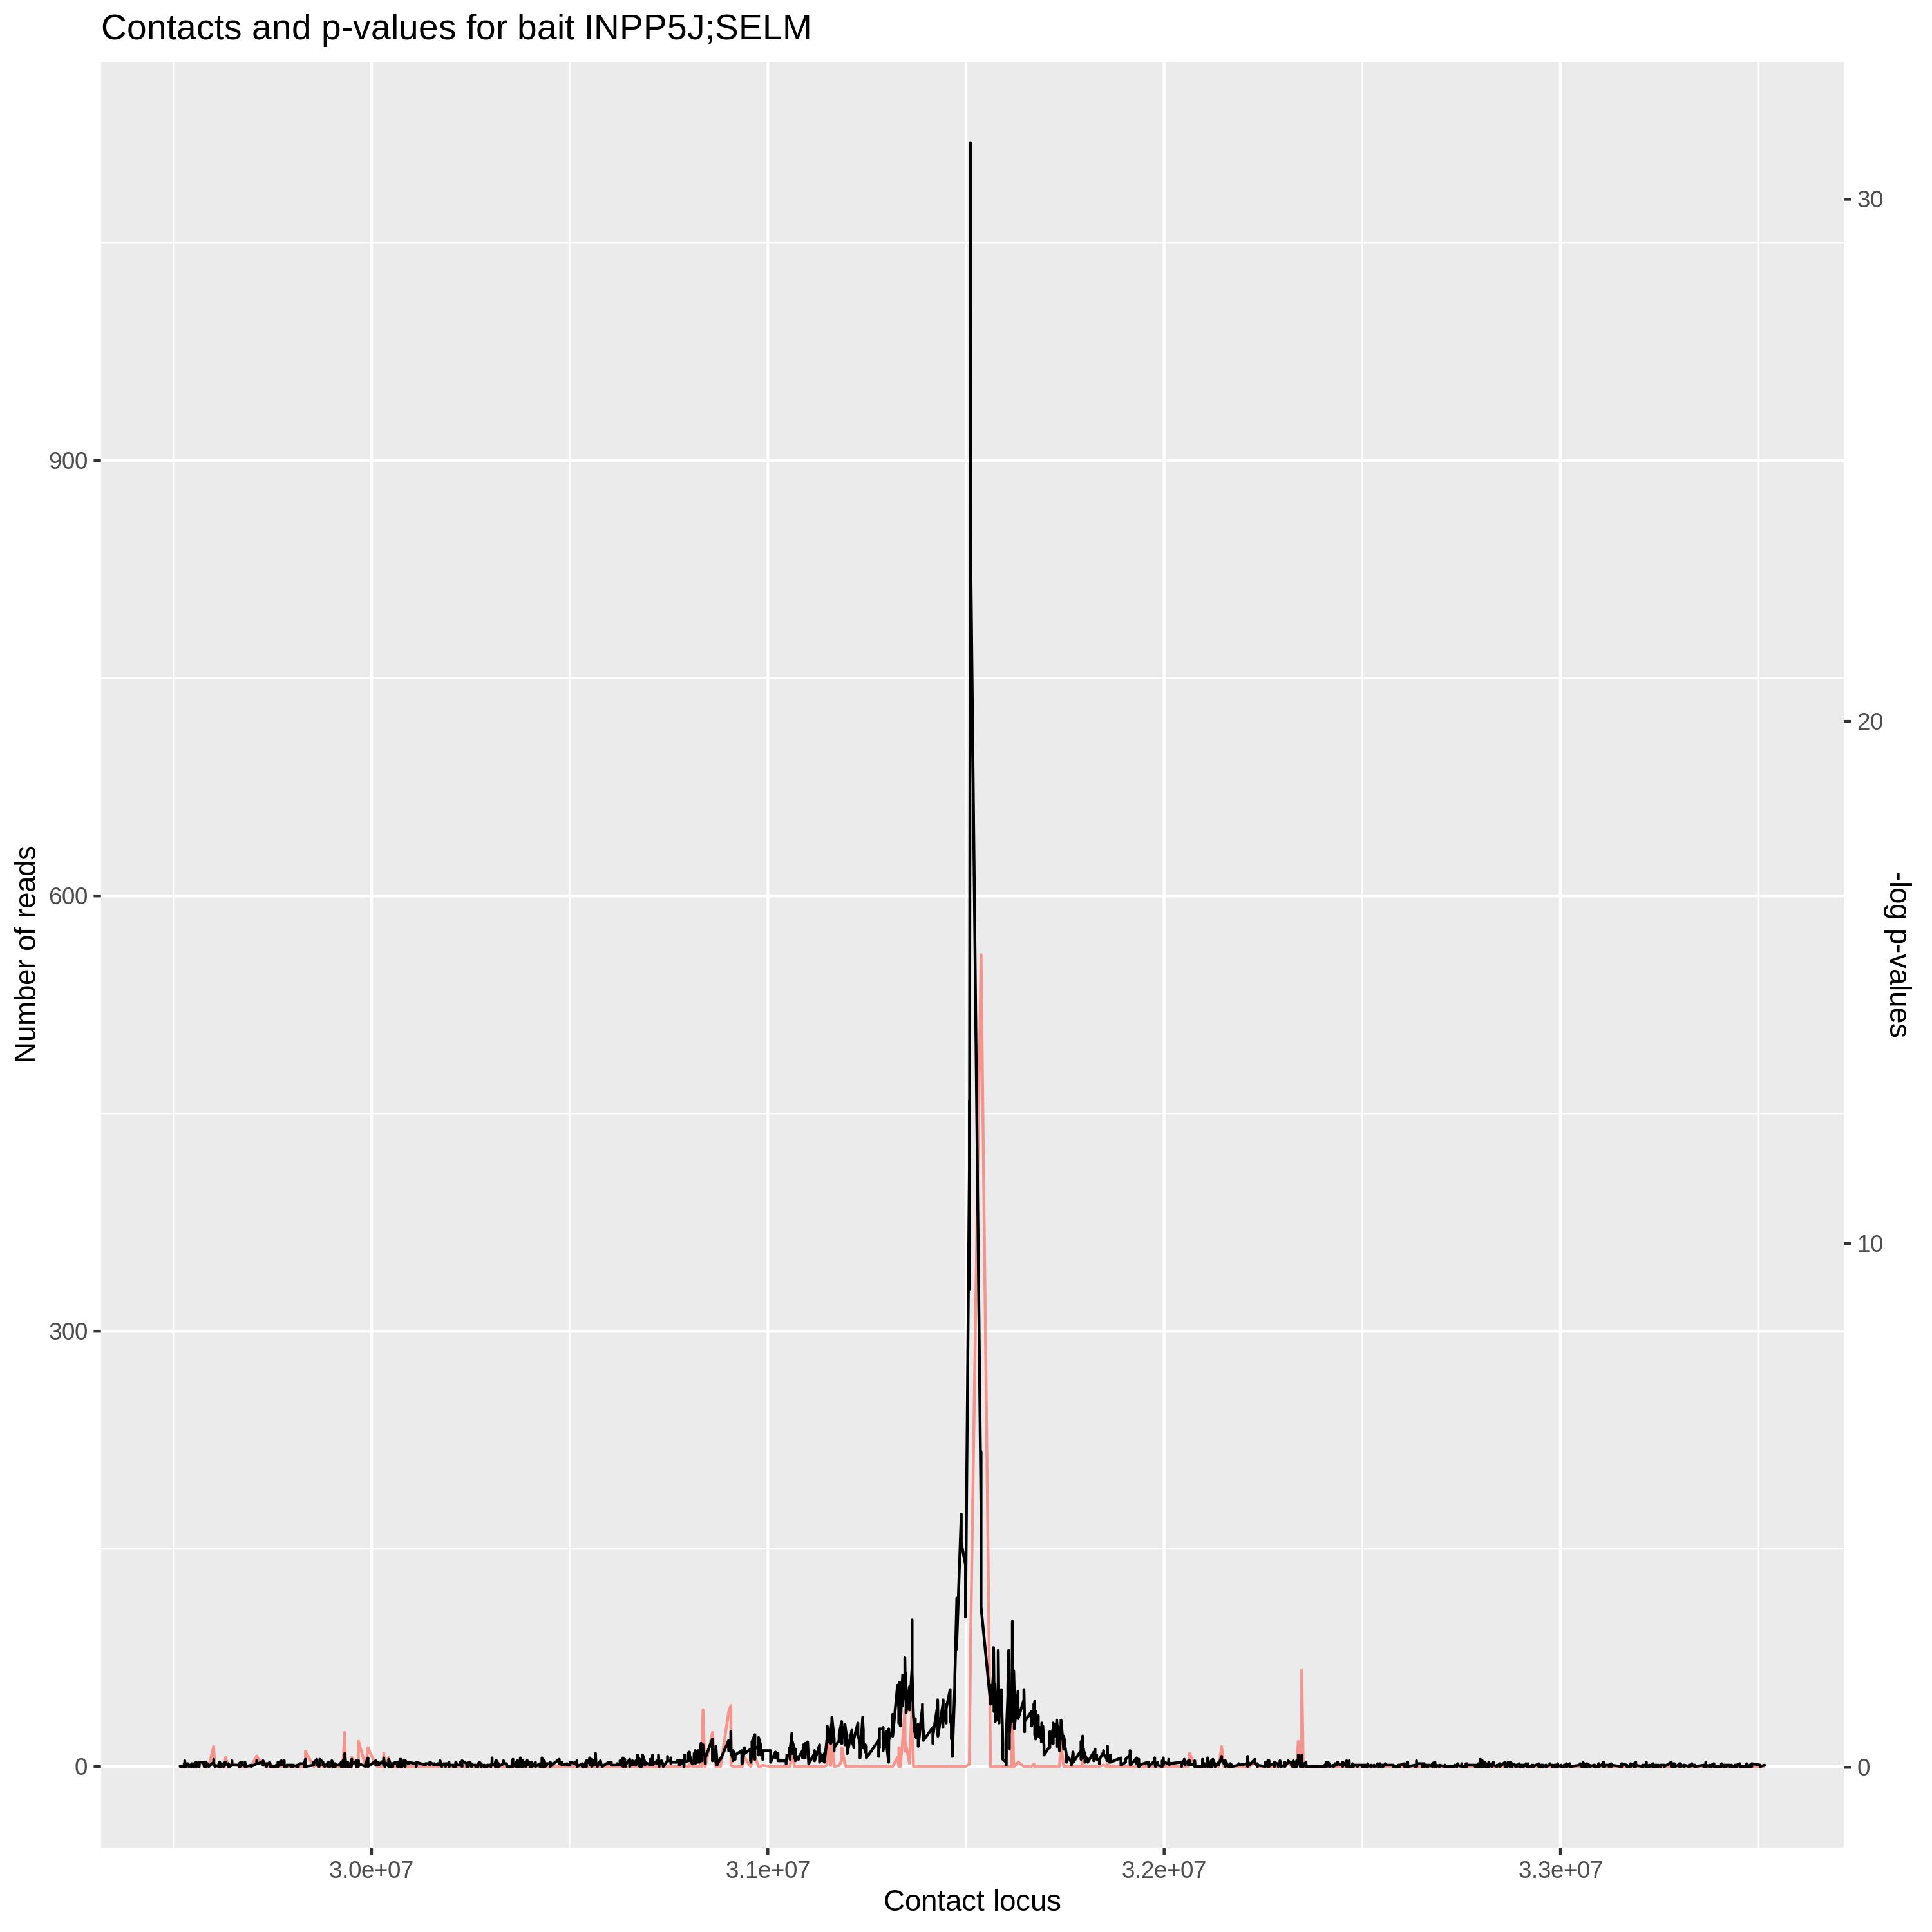 Contacts and p-values for bait INPP5J;SELM
Number of reads
900
600
300
0
30
20
10
0
-log p-values
3.0e+07
3.1e+07
3.2e+07
3.3e+07
Contact locus